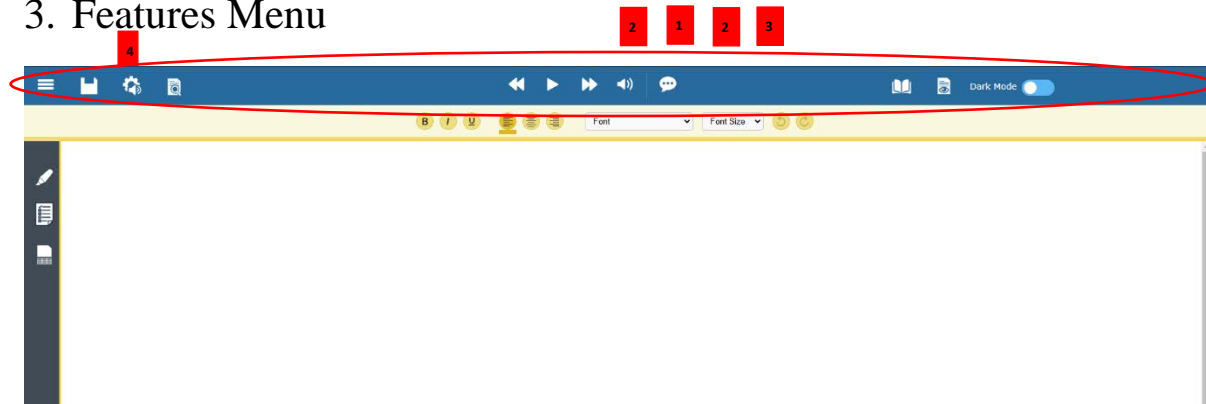 3. Features Menu
2 1 2 3
4
Dark Mode
B I U Font Font Size